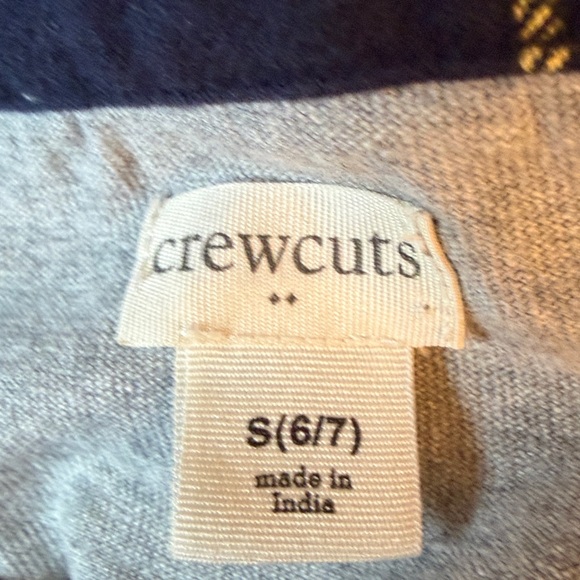 crewcuts
S(6/7)
made in
India